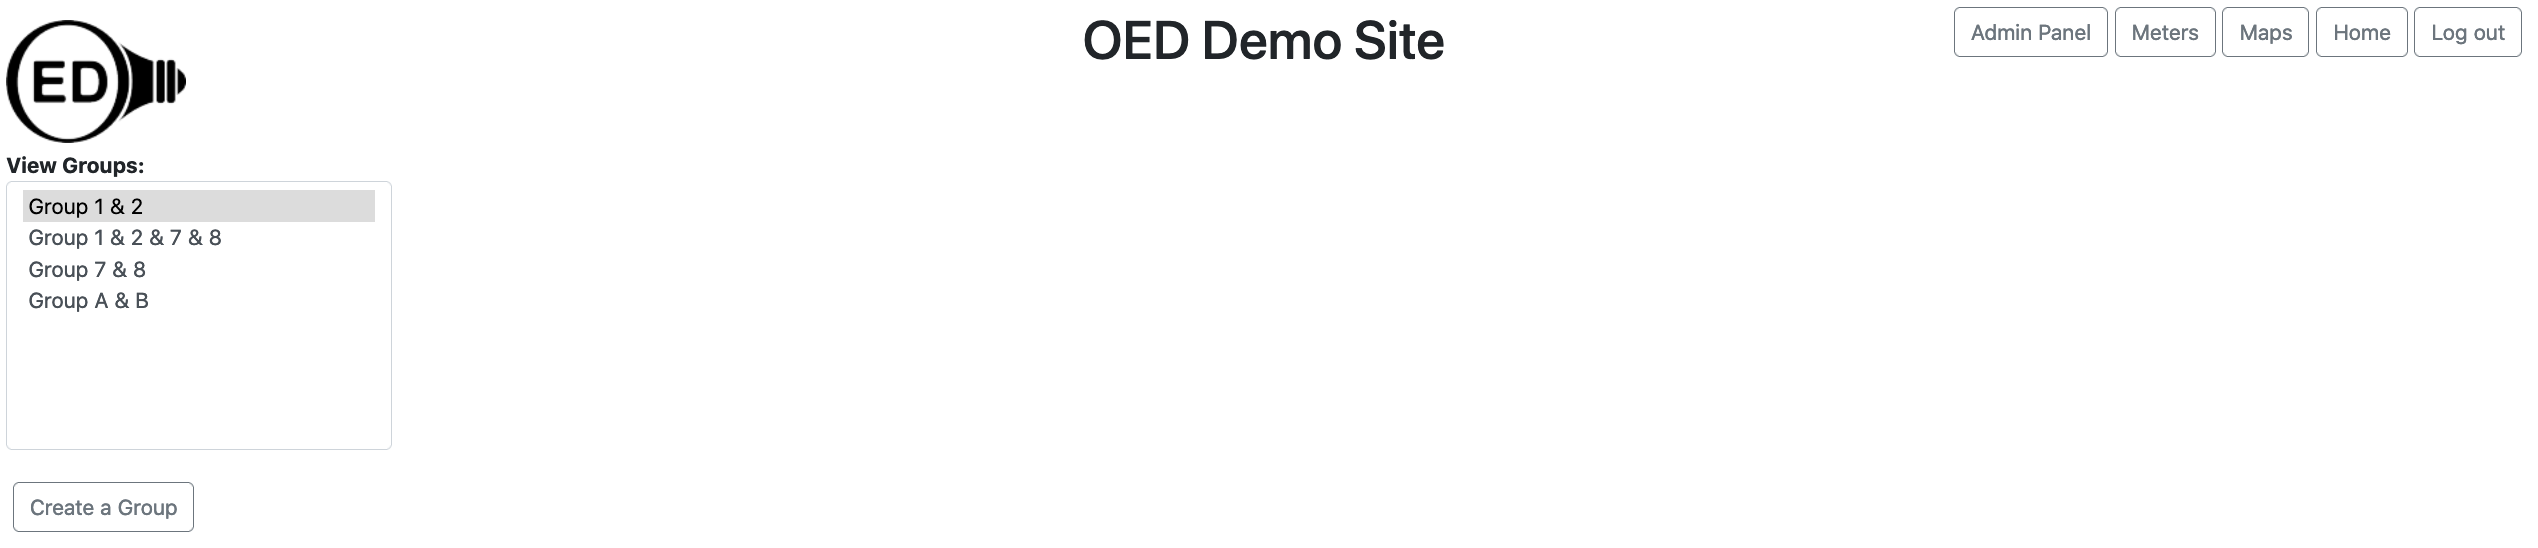 OED Demo Site
Admin Panel
Meters
Maps
Home
Log out
ED
View Groups:
Group 1 & 2
Group 1 & 2 & 7 & 8
Group 7 & 8
Group A & B
Create a Group